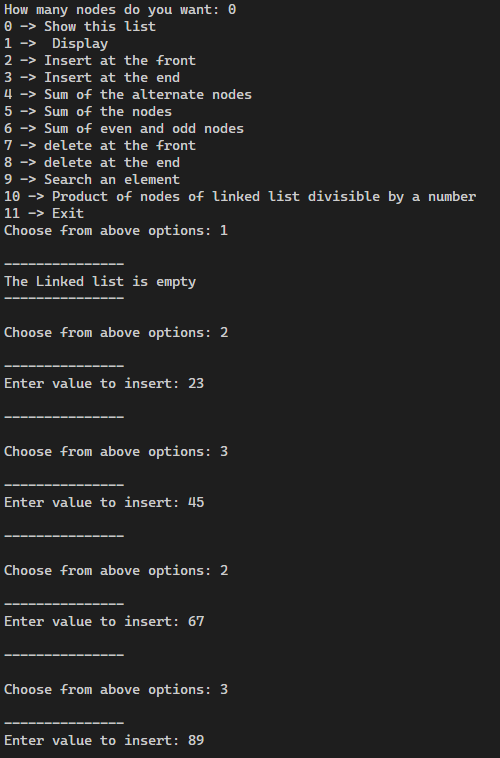 How many nodes do you want: 0
0 -> Show this list
1 ->  Display
2 -> Insert at the front
3 -> Insert at the end
4 -> Sum of the alternate nodes
5 -> Sum of the nodes
6 -> Sum of even and odd nodes
7 -> delete at the front
8 -> delete at the end
9 -> Search an element
10 -> Product of nodes of linked list divisible by a number
11 -> Exit
Choose from above options: 1
---------------
The Linked list is empty
---------------
Choose from above options: 2
---------------
Enter value to insert: 23
---------------
Choose from above options: 3
---------------
Enter value to insert: 45
---------------
Choose from above options: 2
---------------
Enter value to insert: 67
---------------
Choose from above options: 3
---------------
Enter value to insert: 89